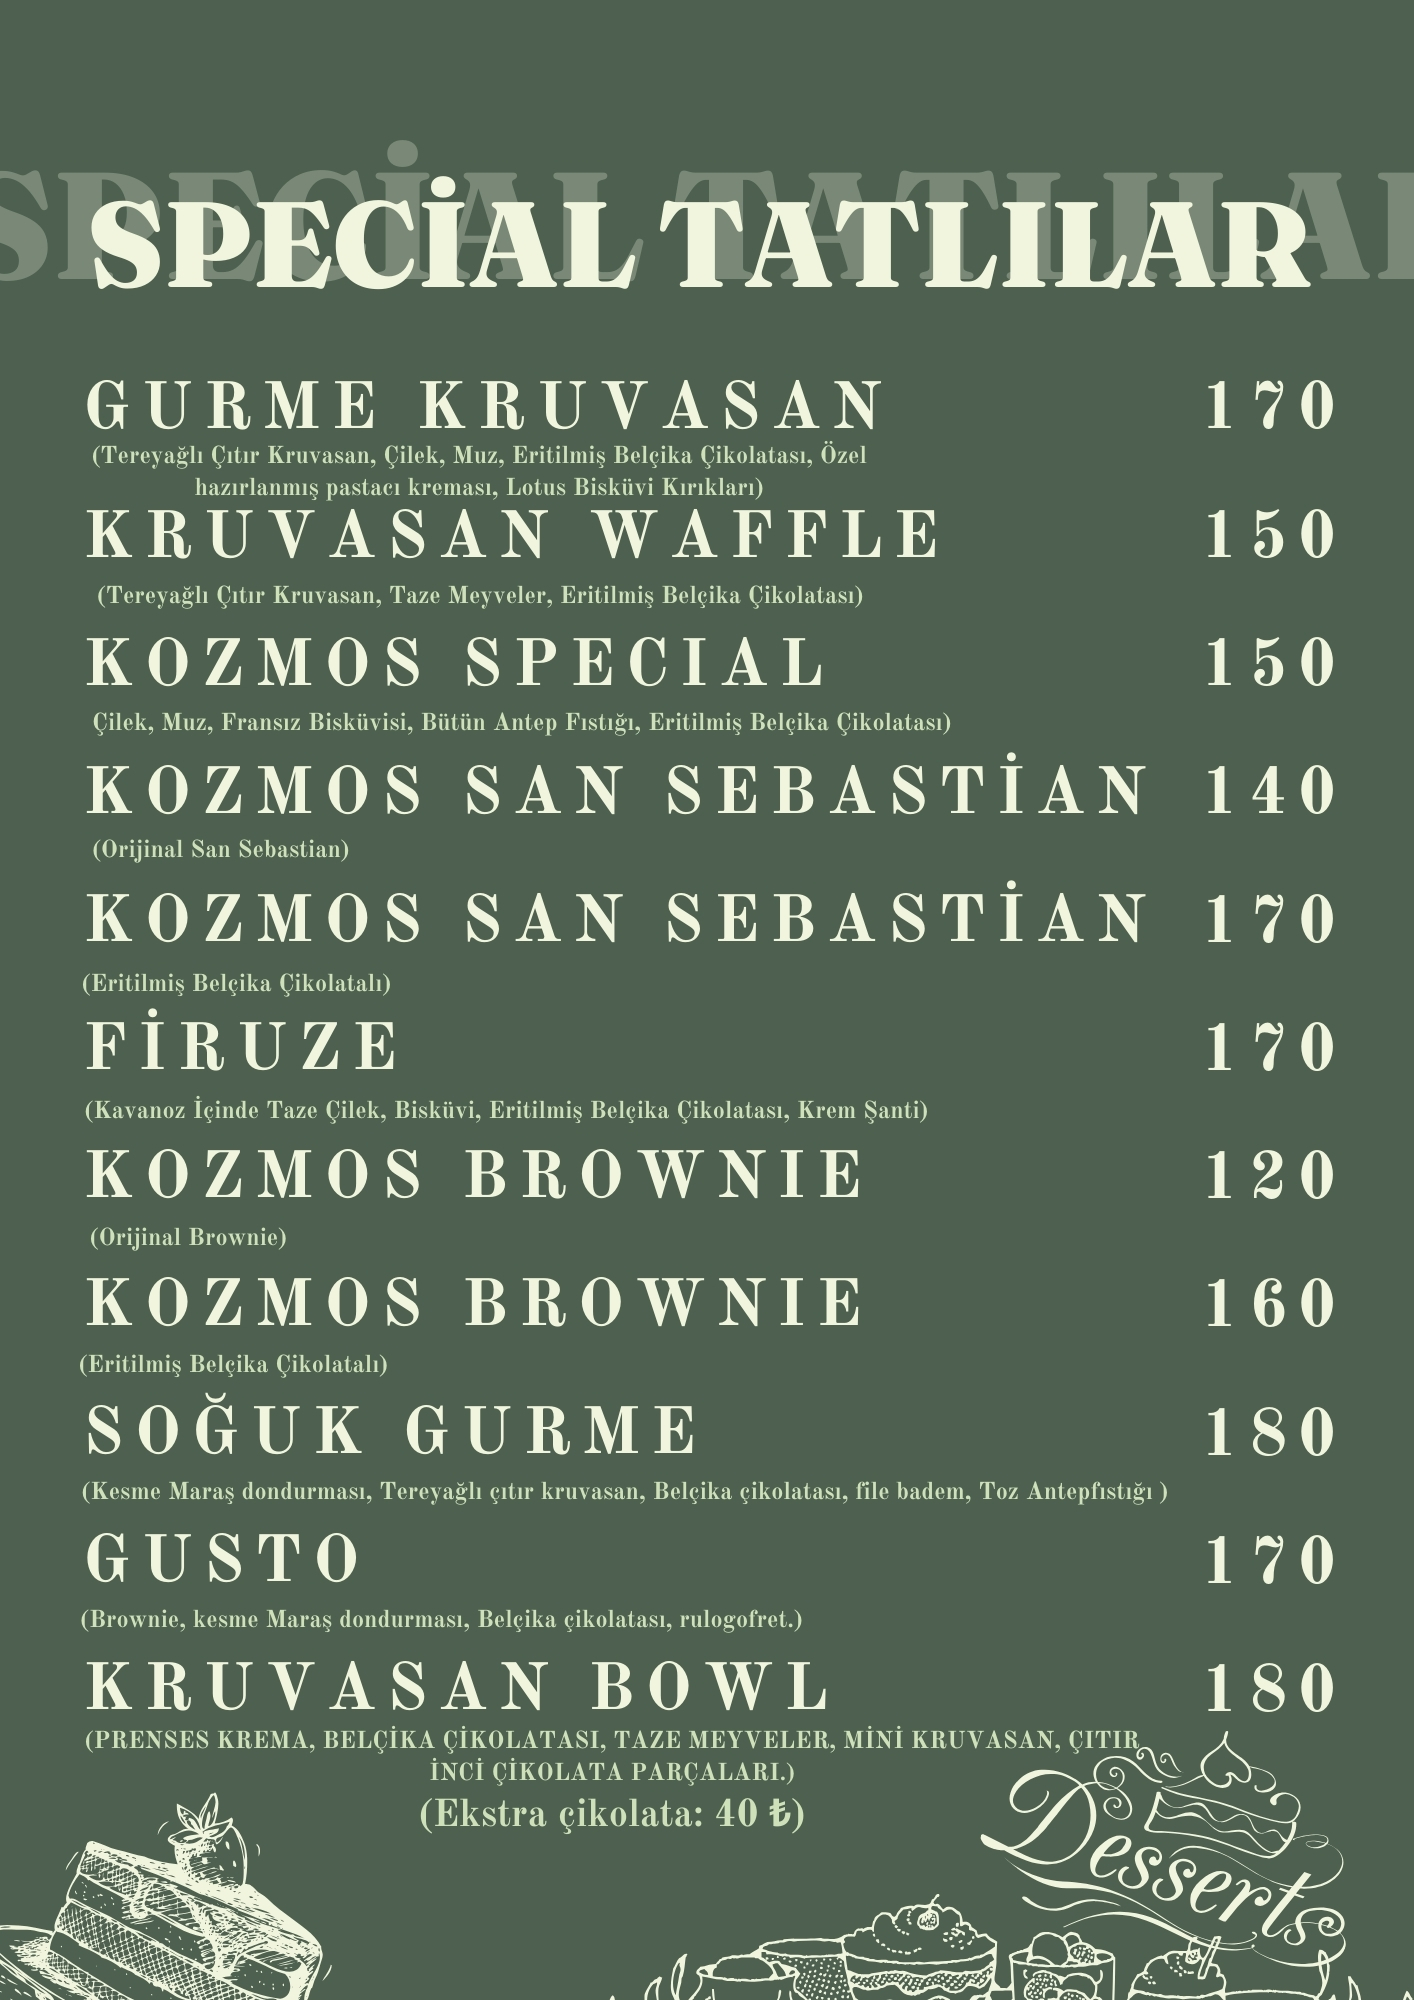 SPECİAL TATLILAR
SPECİAL TATLILAR
GURME KRUVASAN 170
(Tereyağlı Çıtır Kruvasan, Çilek, Muz, Eritilmiş Belçika Çikolatası, Özel
hazırlanmış pastacı kreması, Lotus Bisküvi Kırıkları)
KRUVASAN WAFFLE 150
(Tereyağlı Çıtır Kruvasan, Taze Meyveler, Eritilmiş Belçika Çikolatası)
KOZMOS SPECIAL 150
Çilek, Muz, Fransız Bisküvisi, Bütün Antep Fıstığı, Eritilmiş Belçika Çikolatası)
KOZMOS SAN SEBASTİAN 140
(Orijinal San Sebastian)
KOZMOS SAN SEBASTİAN 170
(Eritilmiş Belçika Çikolatalı)
FİRUZE 170
(Kavanoz İçinde Taze Çilek, Bisküvi, Eritilmiş Belçika Çikolatası, Krem Şanti)
KOZMOS BROWNIE 120
(Orijinal Brownie)
KOZMOS BROWNIE 160
(Eritilmiş Belçika Çikolatalı)
SOĞUK GURME 180
(Kesme Maraş dondurması, Tereyağlı çıtır kruvasan, Belçika çikolatası, file badem, Toz Antepfıstığı )
GUSTO 170
(Brownie, kesme Maraş dondurması, Belçika çikolatası, rulogofret.)
KRUVASAN BOWL 180
(PRENSES KREMA, BELÇİKA ÇİKOLATASI, TAZE MEYVELER, MİNİ KRUVASAN, ÇITIR
İNCİ ÇİKOLATA PARÇALARI.)
(Ekstra çikolata: 40 ₺)
Desserts